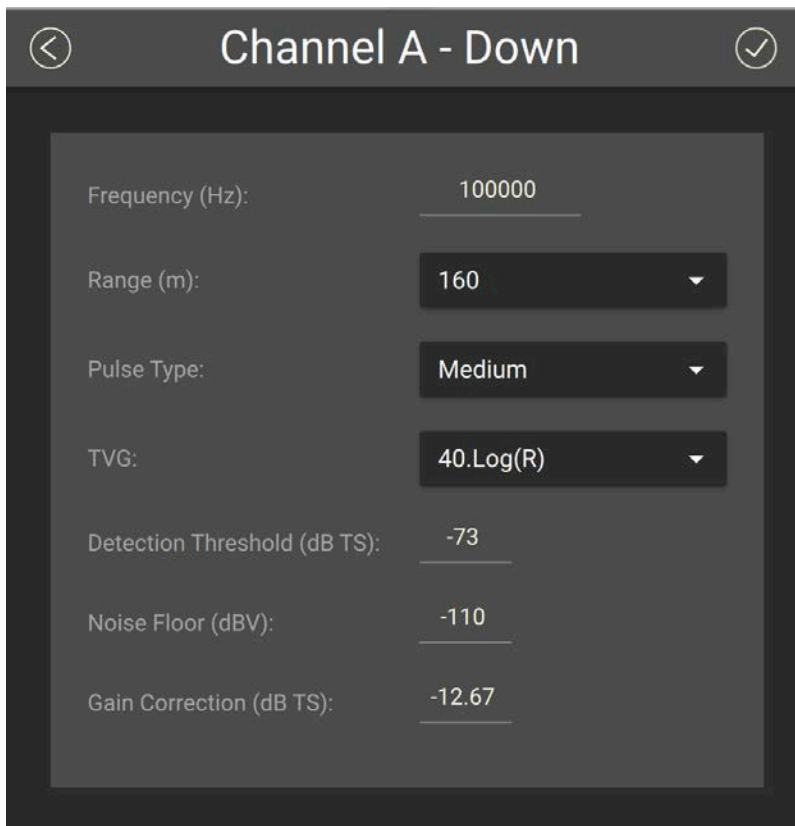 Channel A - Down
Frequency (Hz): 100000
Range (m): 160
Pulse Type: Medium
TVG: 40.Log(R)
Detection Threshold (dB TS): -73
Noise Floor (dBV): -110
Gain Correction (dB TS): -12.67